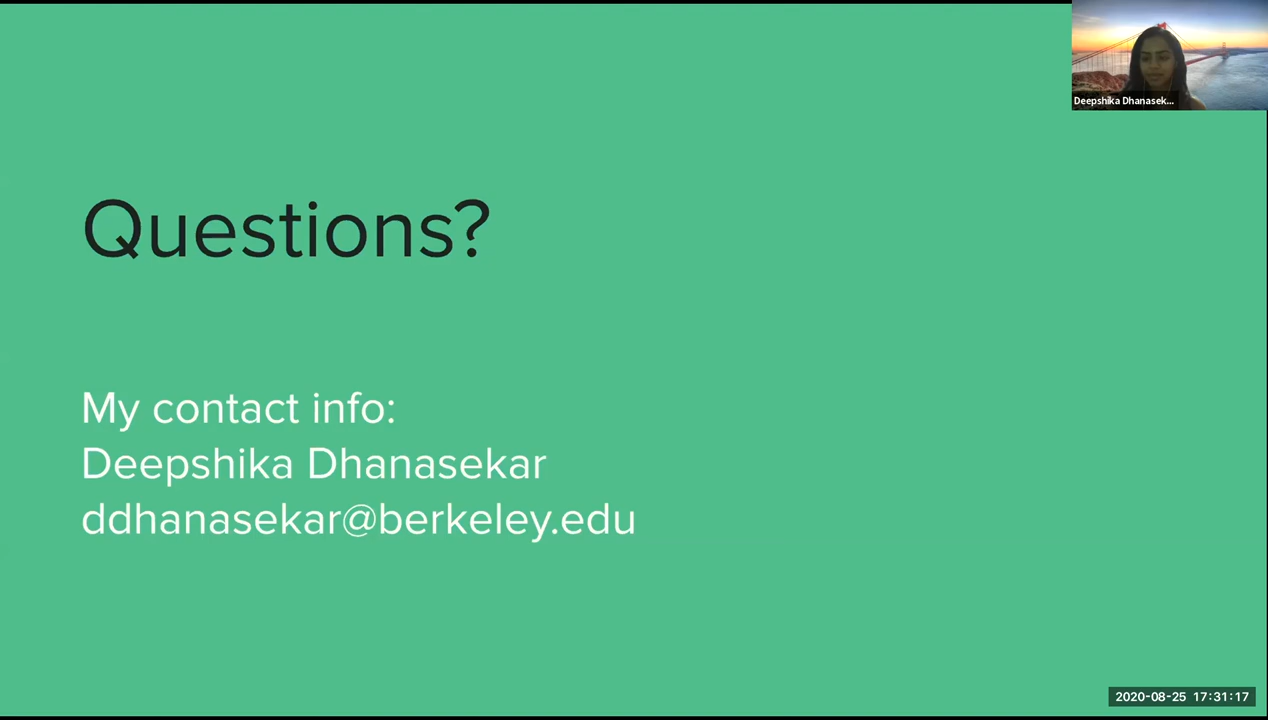 Deepshika Dhanasek...
Questions?
My contact info:
Deepshika Dhanasekar
ddhanasekar@berkeley.edu
2020-08-25 17:31:17